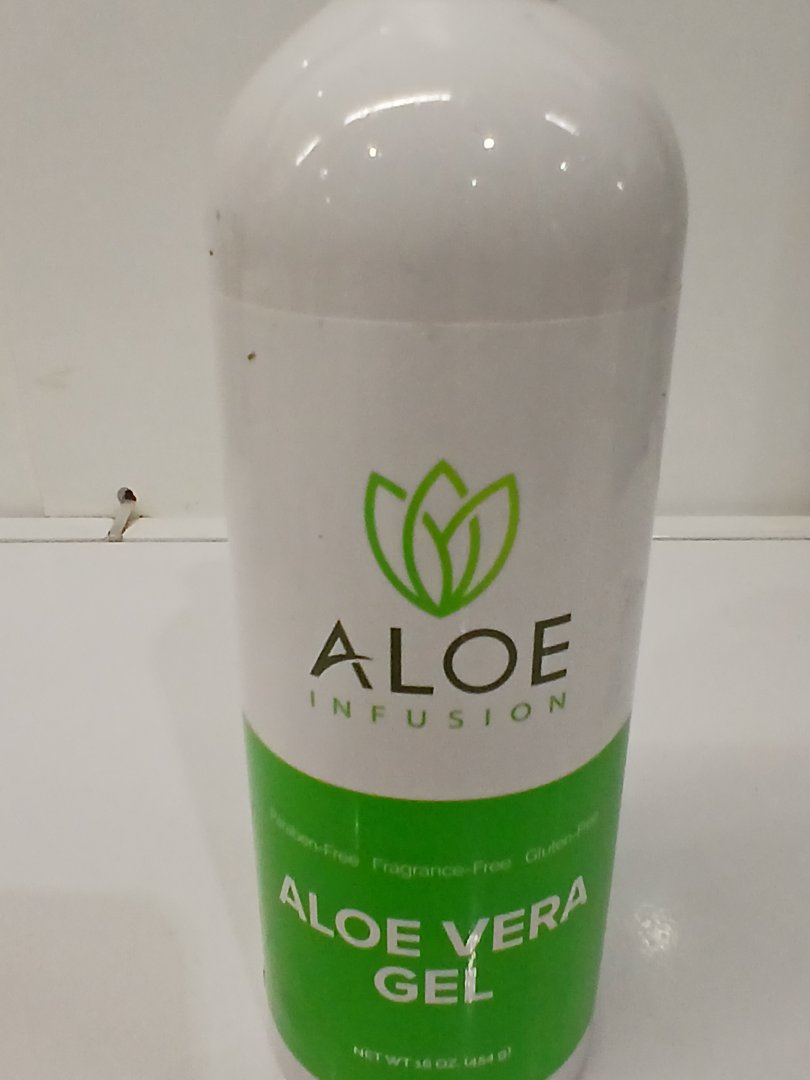 ALOE
INFUSION
Paraben-Free Fragrance-Free Gluten-Free
ALOE VERA
GEL
NET WT 16 OZ. (454 g)